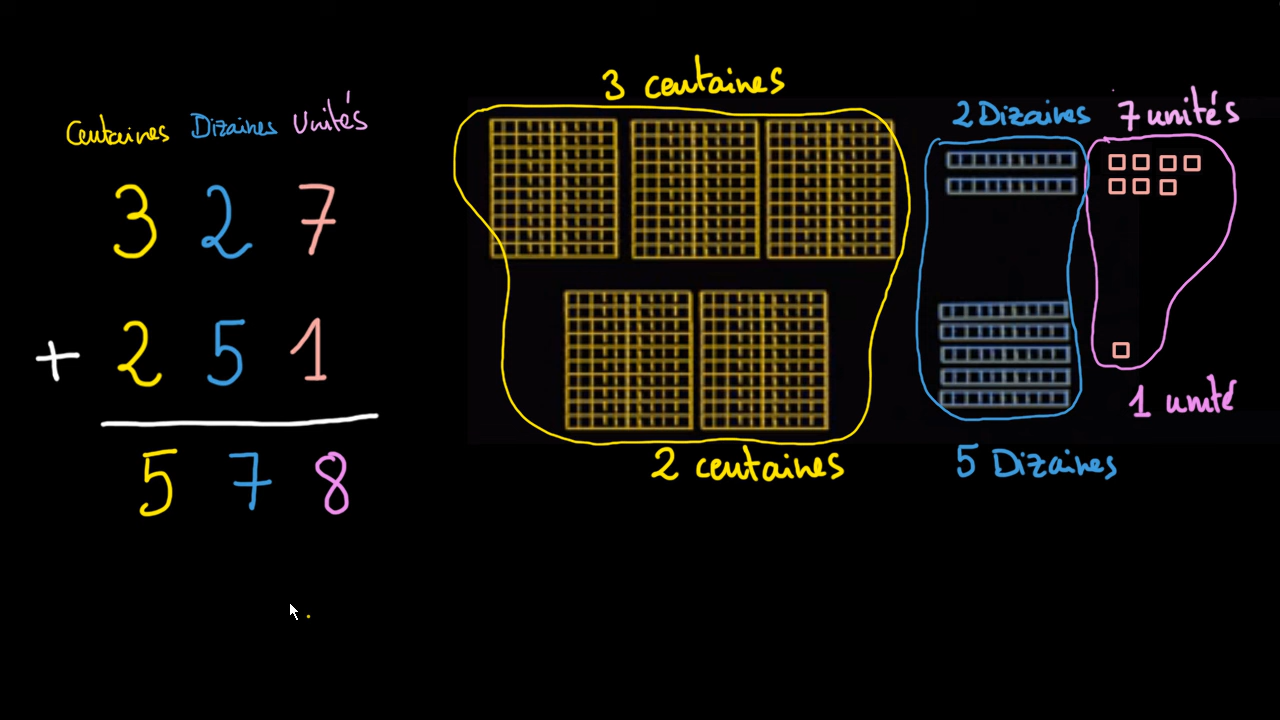 Centaines Dizaines Unités
3 2 7
+ 2 5 1
5 7 8
3 centaines
2 Dizaines
7 unités
2 centaines
5 Dizaines
1 unité